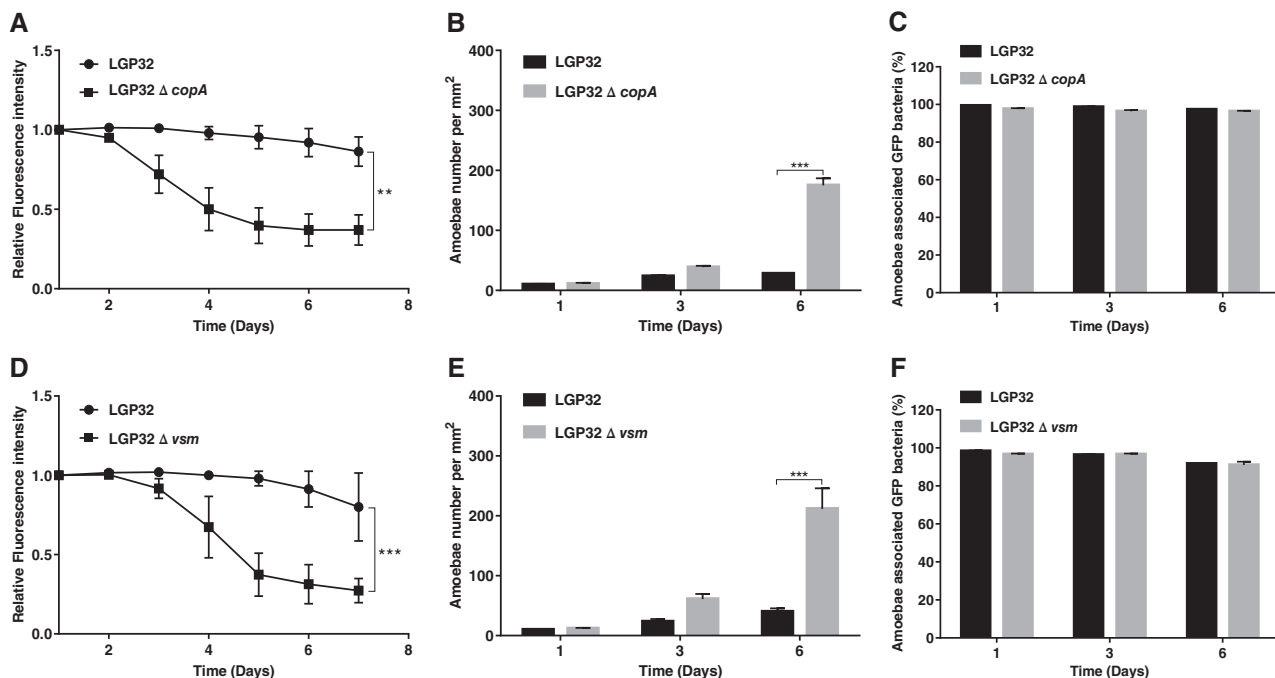 A
LGP32
LGP32 Δ copA
Relative Fluorescence intensity
1.5
1.0
0.5
0.0
**
2 4 6 8
Time (Days)
B
LGP32
LGP32 Δ copA
Amoebae number per mm²
400
300
200
100
0
***
1 3 6
Time (Days)
C
LGP32
LGP32 Δ copA
Amoebae associated GFP bacteria (%)
120
100
80
60
40
20
0
1 3 6
Time (Days)
D
LGP32
LGP32 Δ vsm
Relative Fluorescence intensity
1.5
1.0
0.5
0.0
***
2 4 6 8
Time (Days)
E
LGP32
LGP32 Δ vsm
Amoebae number per mm²
400
300
200
100
0
***
1 3 6
Time (Days)
F
LGP32
LGP32 Δ vsm
Amoebae associated GFP bacteria (%)
120
100
80
60
40
20
0
1 3 6
Time (Days)